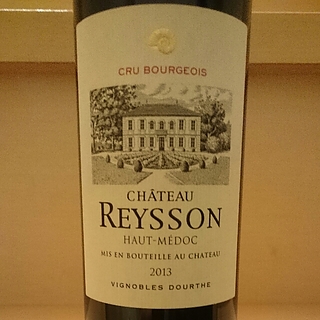 CRU BOURGEOIS
CHÂTEAU
REYSSON
HAUT-MÉDOC
MIS EN BOUTEILLE AU CHATEAU
2013
VIGNOBLES DOURTHE